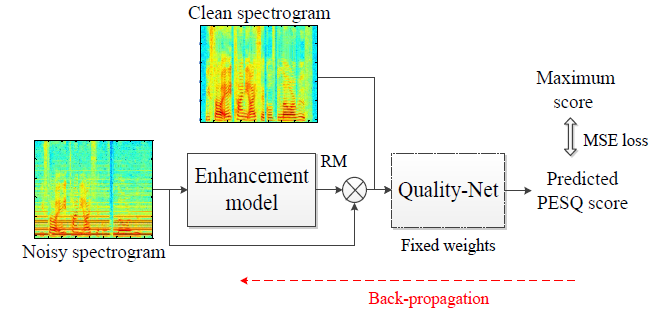 Clean spectrogram
Maximum
score
MSE loss
RM
Enhancement
model
Quality-Net
Predicted
PESQ score
Noisy spectrogram
Fixed weights
Back-propagation